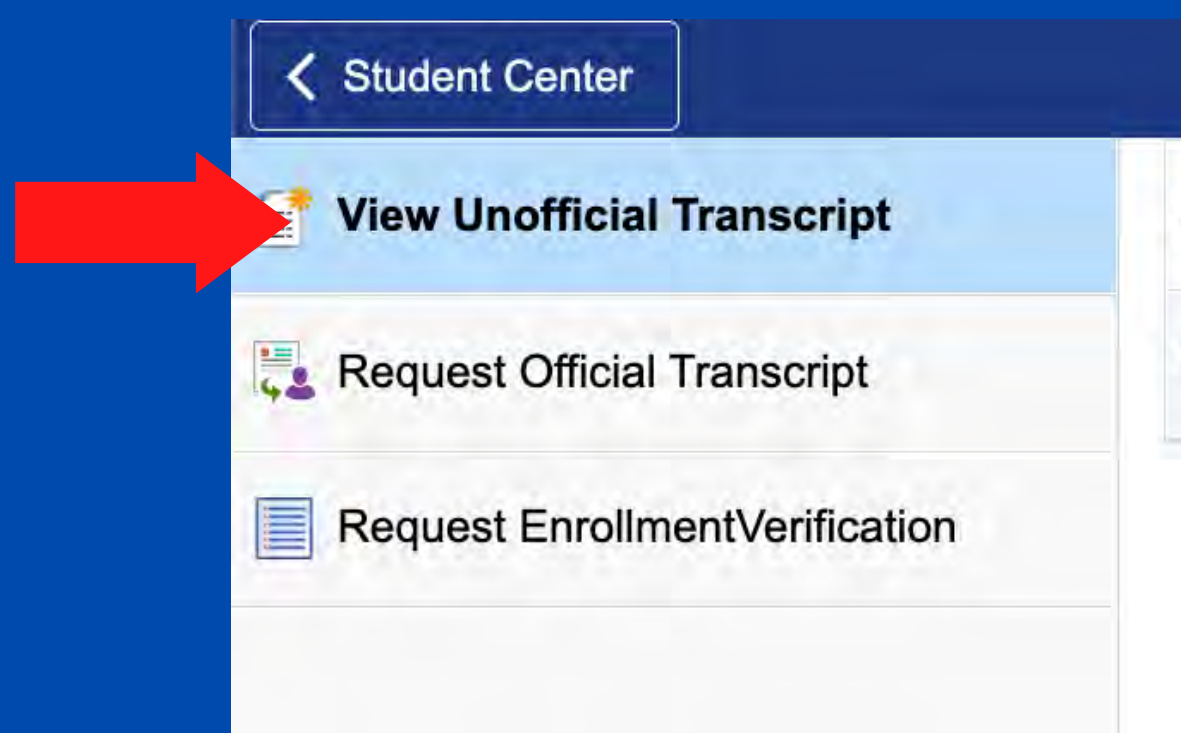 Student Center
View Unofficial Transcript
Request Official Transcript
Request EnrollmentVerification